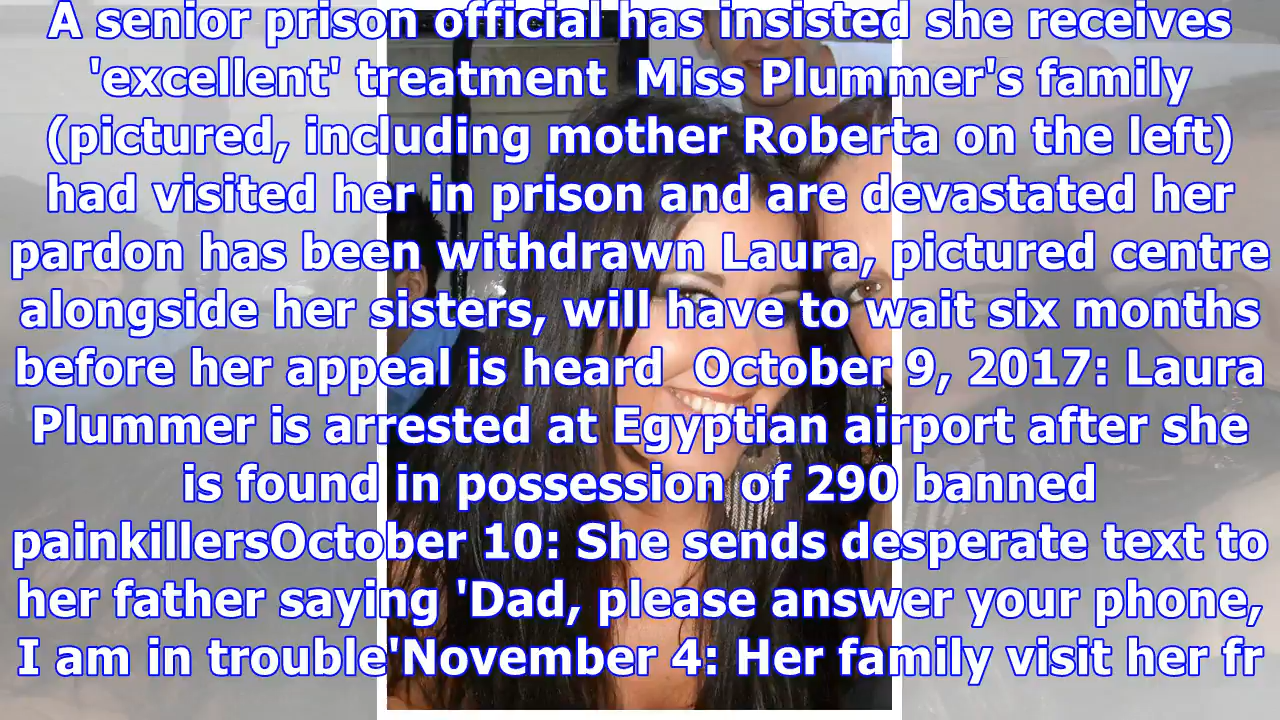 A senior prison official has insisted she receives
'excellent' treatment  Miss Plummer's family
(pictured, including mother Roberta on the left)
had visited her in prison and are devastated her
pardon has been withdrawn Laura, pictured centre
alongside her sisters, will have to wait six months
before her appeal is heard  October 9, 2017: Laura
Plummer is arrested at Egyptian airport after she
is found in possession of 290 banned
painkillersOctober 10: She sends desperate text to
her father saying 'Dad, please answer your phone,
I am in trouble'November 4: Her family visit her fr